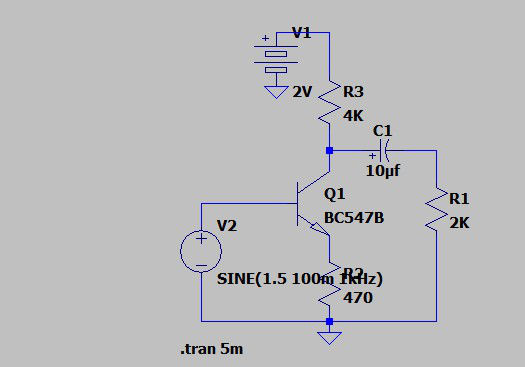 V1
2V
R3
4K
C1
10µf
Q1
BC547B
R1
2K
V2
SINE(1.5 100m 1kHz)
R2
470
.tran 5m